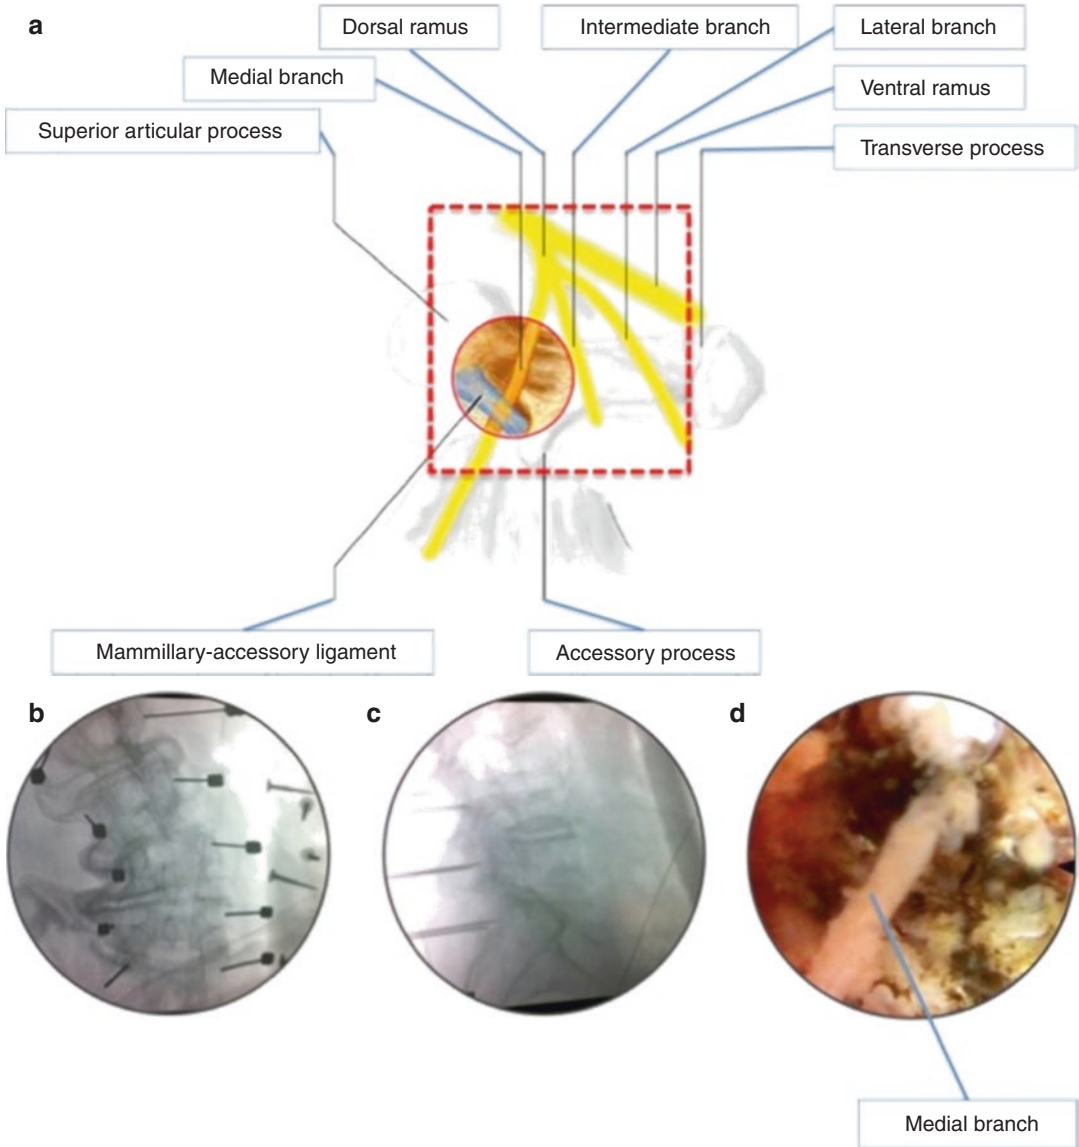 a
Dorsal ramus
Intermediate branch
Lateral branch
Medial branch
Ventral ramus
Superior articular process
Transverse process
Mammillary-accessory ligament
Accessory process
b
c
d
Medial branch